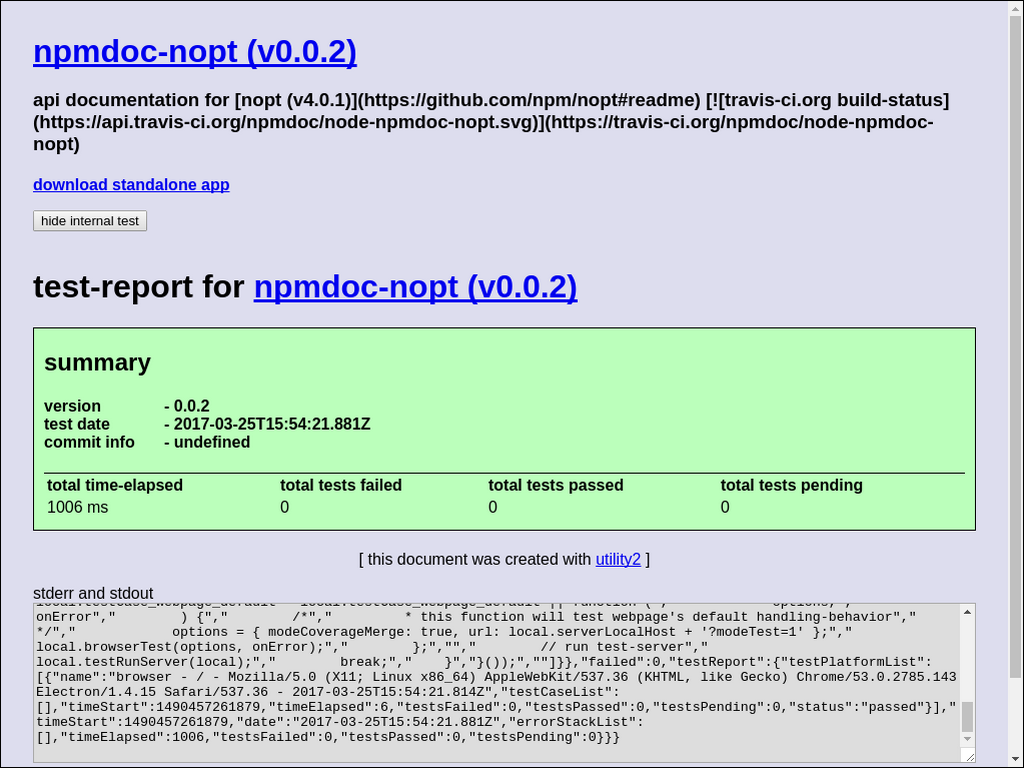 npmdoc-nopt (v0.0.2)
api documentation for [nopt (v4.0.1)](https://github.com/npm/nopt#readme) [![travis-ci.org build-status]
(https://api.travis-ci.org/npmdoc/node-npmdoc-nopt.svg)](https://travis-ci.org/npmdoc/node-npmdoc-
nopt)
download standalone app
hide internal test
test-report for npmdoc-nopt (v0.0.2)
summary
version - 0.0.2
test date - 2017-03-25T15:54:21.881Z
commit info - undefined
total time-elapsed total tests failed total tests passed total tests pending
1006 ms 0 0 0
[ this document was created with utility2 ]
stderr and stdout
local.testCase_webpage_default || function (","            options,","
onError","        ) {","        /*","         * this function will test webpage's default handling-behavior","
*/","            options = { modeCoverageMerge: true, url: local.serverLocalHost + '?modeTest=1' };","
local.browserTest(options, onError);","        };","","        // run test-server","
local.testRunServer(local);","        break;","    }","}());",""]}},"failed":0,"testReport":{"testPlatformList":
[{"name":"browser - / - Mozilla/5.0 (X11; Linux x86_64) AppleWebKit/537.36 (KHTML, like Gecko) Chrome/53.0.2785.143
Electron/1.4.15 Safari/537.36 - 2017-03-25T15:54:21.814Z","testCaseList":
[],"timeStart":1490457261879,"timeElapsed":6,"testsFailed":0,"testsPassed":0,"testsPending":0,"status":"passed"}],"
timeStart":1490457261879,"date":"2017-03-25T15:54:21.881Z","errorStackList":
[],"timeElapsed":1006,"testsFailed":0,"testsPassed":0,"testsPending":0}}}